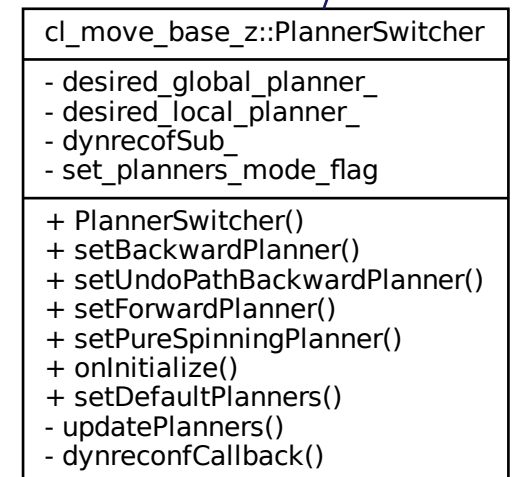 cl_move_base_z::PlannerSwitcher
- desired_global_planner_
- desired_local_planner_
- dynrecofSub_
- set_planners_mode_flag
+ PlannerSwitcher()
+ setBackwardPlanner()
+ setUndoPathBackwardPlanner()
+ setForwardPlanner()
+ setPureSpinningPlanner()
+ onInitialize()
+ setDefaultPlanners()
- updatePlanners()
- dynreconfCallback()